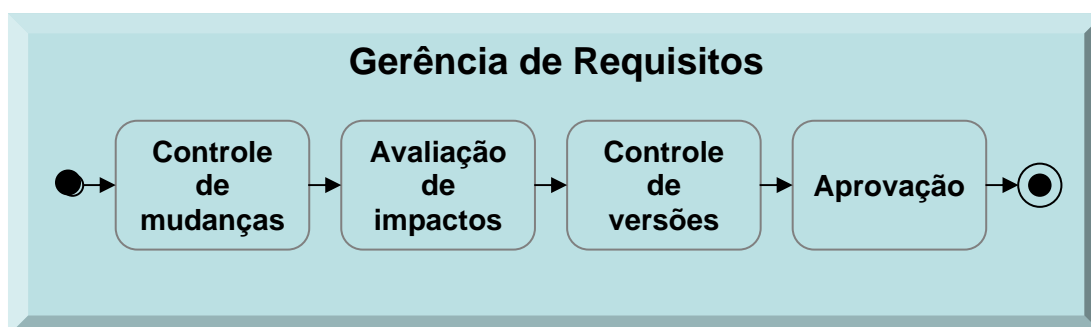 Gerência de Requisitos
Controle
de
mudanças
Avaliação
de
impactos
Controle
de
versões
Aprovação